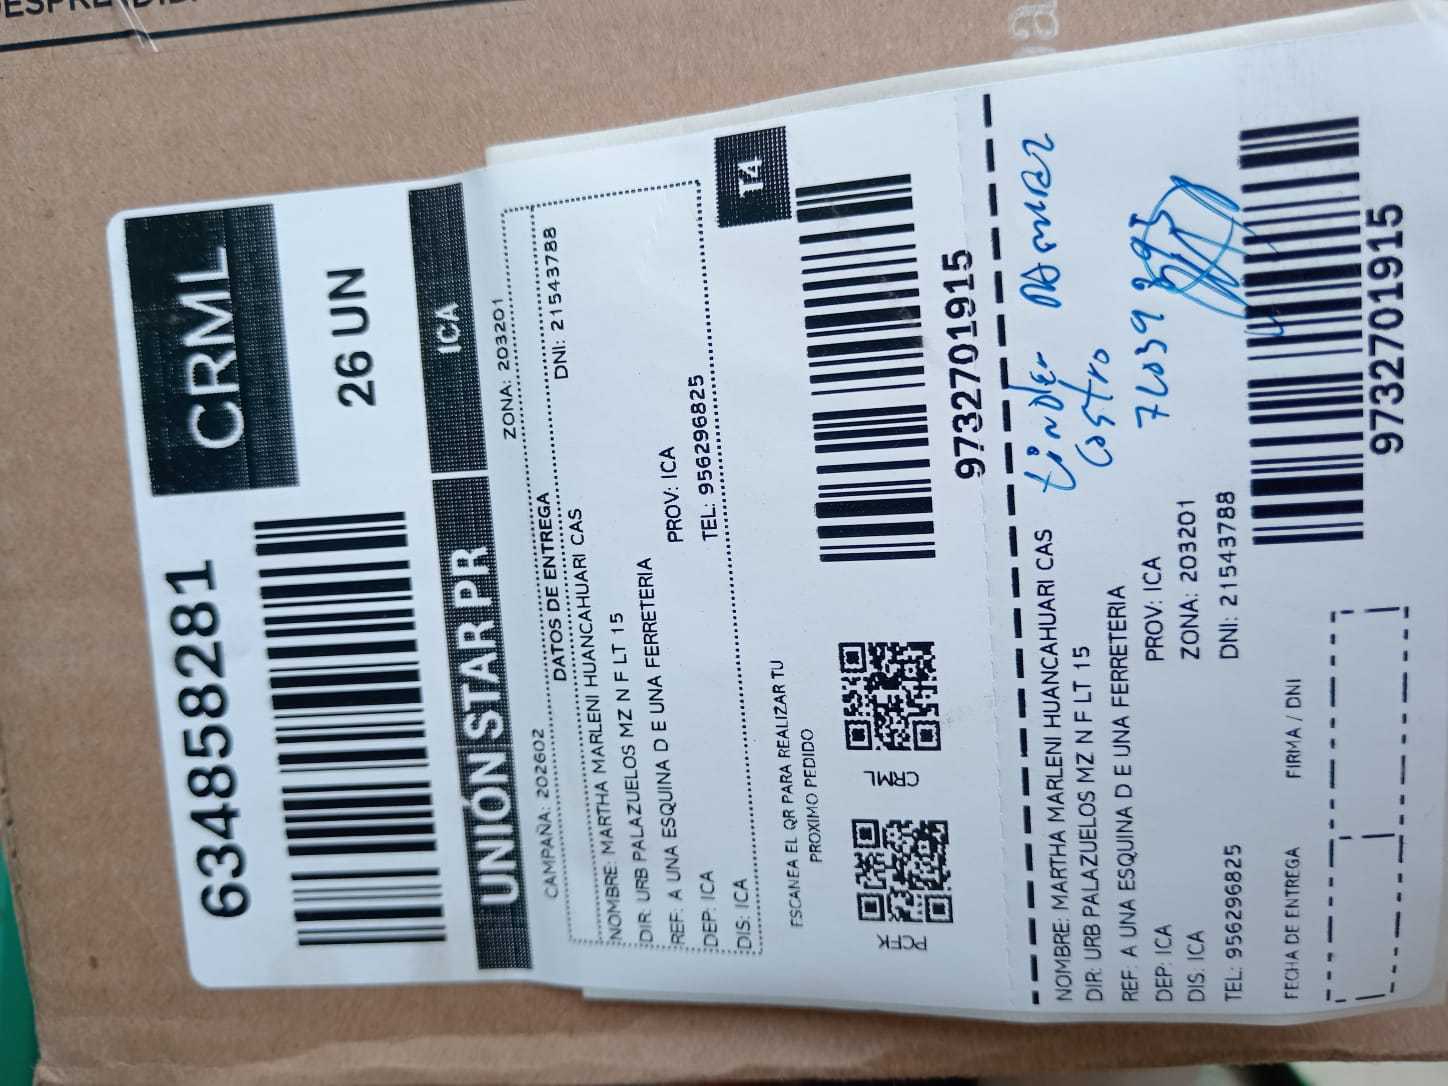 6348588281
CRML
26 UN
UNIÓN STAR PR
ICA
CAMPAÑA: 202602
ZONA: 203201
DATOS DE ENTREGA
DNI: 21543788
NOMBRE: MARTHA MARLENI HUANCAHUARI CAS
DIR: URB PALAZUELOS MZ N F LT 15
REF: A UNA ESQUINA D E UNA FERRETERIA
DEP: ICA
PROV: ICA
DIS: ICA
TEL: 956296825
T4
ESCANEA EL QR PARA REALIZAR TU
PROXIMO PEDIDO
CRML
9732701915
NOMBRE: MARTHA MARLENI HUANCAHUARI CAS
DIR: URB PALAZUELOS MZ N F LT 15
REF: A UNA ESQUINA D E UNA FERRETERIA
DEP: ICA
PROV: ICA
DIS: ICA
ZONA: 203201
TEL: 956296825
DNI: 21543788
Castro
FECHA DE ENTREGA
FIRMA / DNI
9732701915